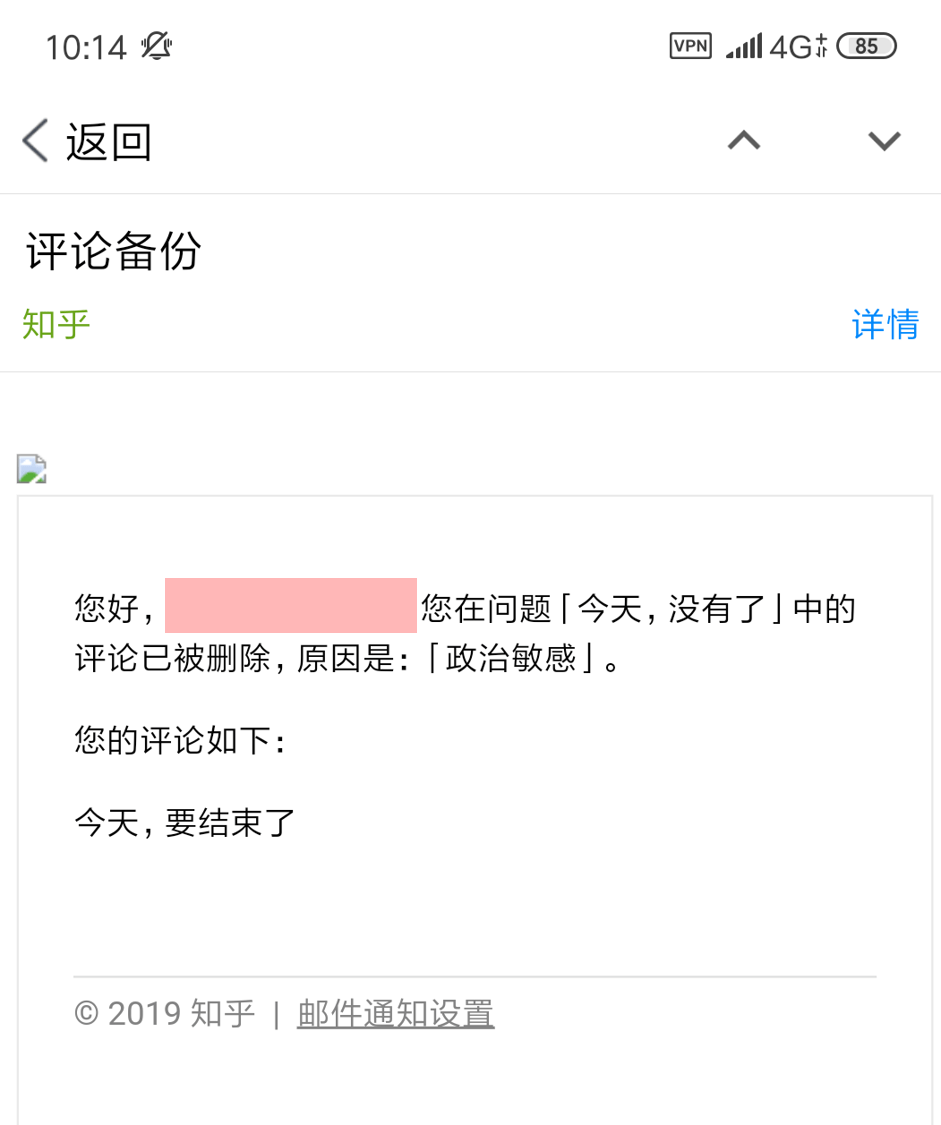 10:14 VPN 4G+ 85
返回
评论备份
知乎 详情
您好, 您在问题「今天, 没有了」中的
评论已被删除, 原因是:「政治敏感」。
您的评论如下:
今天, 要结束了
© 2019 知乎 | 邮件通知设置